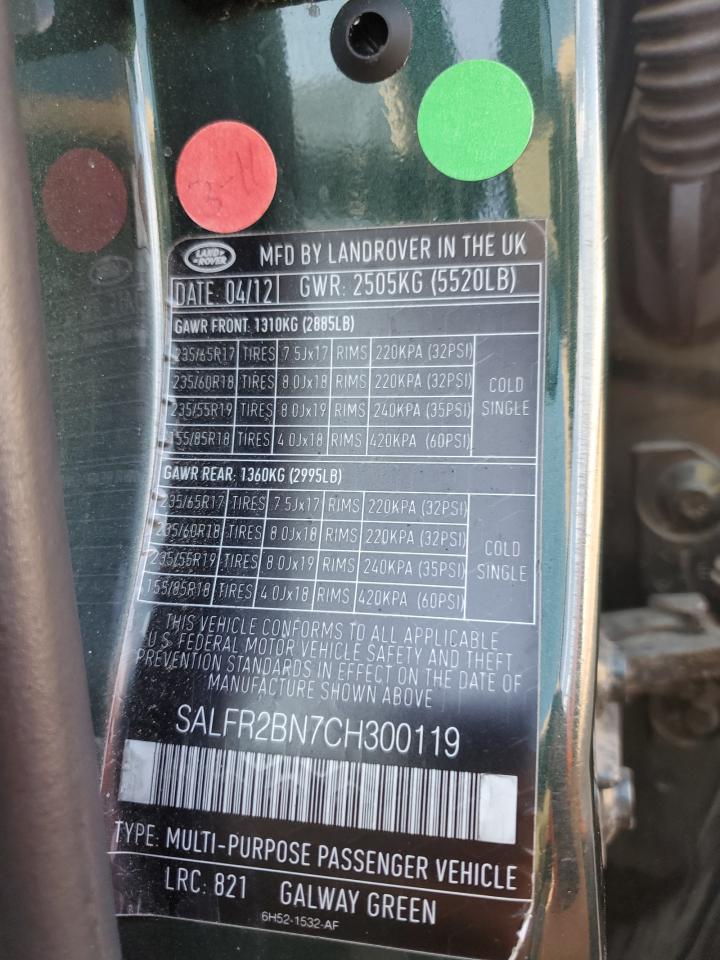 3-11
LAND ROVER
MFD BY LANDROVER IN THE UK
DATE: 04/12 GWR: 2505KG (5520LB)
GAWR FRONT: 1310KG (2885LB)
235/65R17 TIRES 7.5Jx17 RIMS 220KPA (32PSI)
235/60R18 TIRES 8.0Jx18 RIMS 220KPA (32PSI)
235/55R19 TIRES 8.0Jx19 RIMS 240KPA (35PSI)
155/85R18 TIRES 4.0Jx18 RIMS 420KPA (60PSI)
COLD
SINGLE
GAWR REAR: 1360KG (2995LB)
235/65R17 TIRES 7.5Jx17 RIMS 220KPA (32PSI)
235/60R18 TIRES 8.0Jx18 RIMS 220KPA (32PSI)
235/55R19 TIRES 8.0Jx19 RIMS 240KPA (35PSI)
155/85R18 TIRES 4.0Jx18 RIMS 420KPA (60PSI)
COLD
SINGLE
THIS VEHICLE CONFORMS TO ALL APPLICABLE
U.S. FEDERAL MOTOR VEHICLE SAFETY AND THEFT
PREVENTION STANDARDS IN EFFECT ON THE DATE OF
MANUFACTURE SHOWN ABOVE
SALFR2BN7CH300119
TYPE: MULTI-PURPOSE PASSENGER VEHICLE
LRC: 821 GALWAY GREEN
6H52-1532-AF